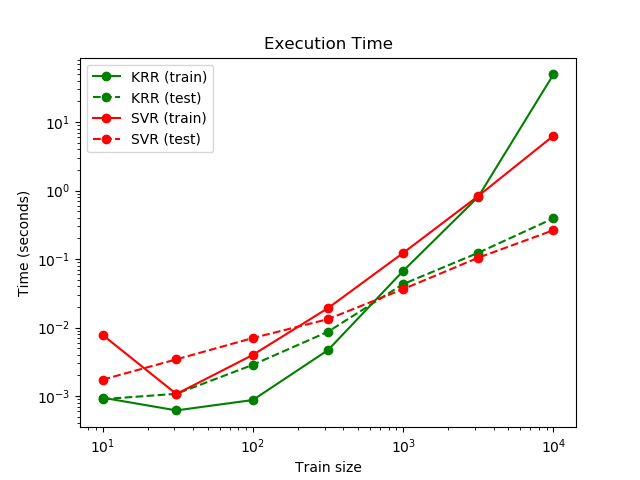 Execution Time
KRR (train)
KRR (test)
SVR (train)
SVR (test)
Time (seconds)
10¹
10⁰
10⁻¹
10⁻²
10⁻³
10¹
10²
10³
10⁴
Train size